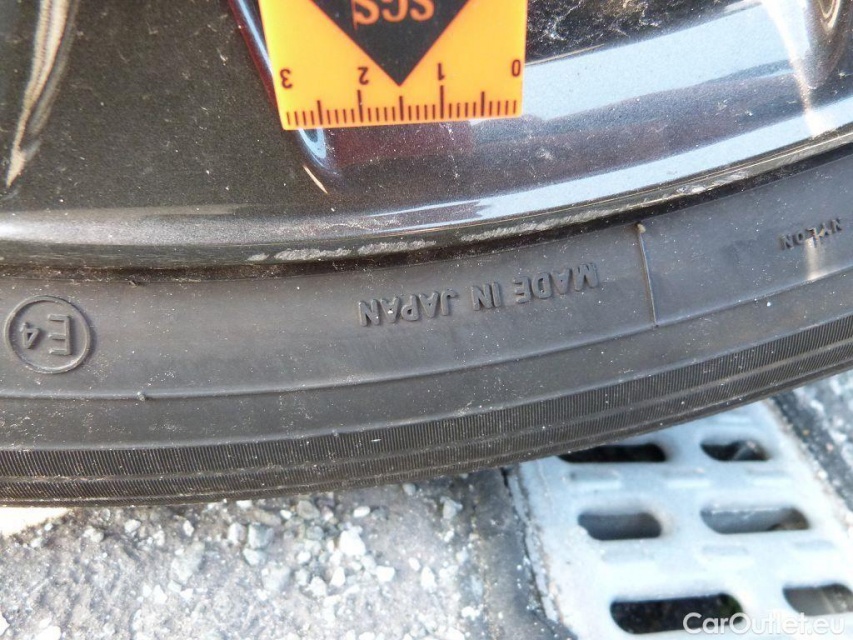 SGS
3 2 1 0
MADE IN JAPAN
NYLON
E4
CarOutlet.eu